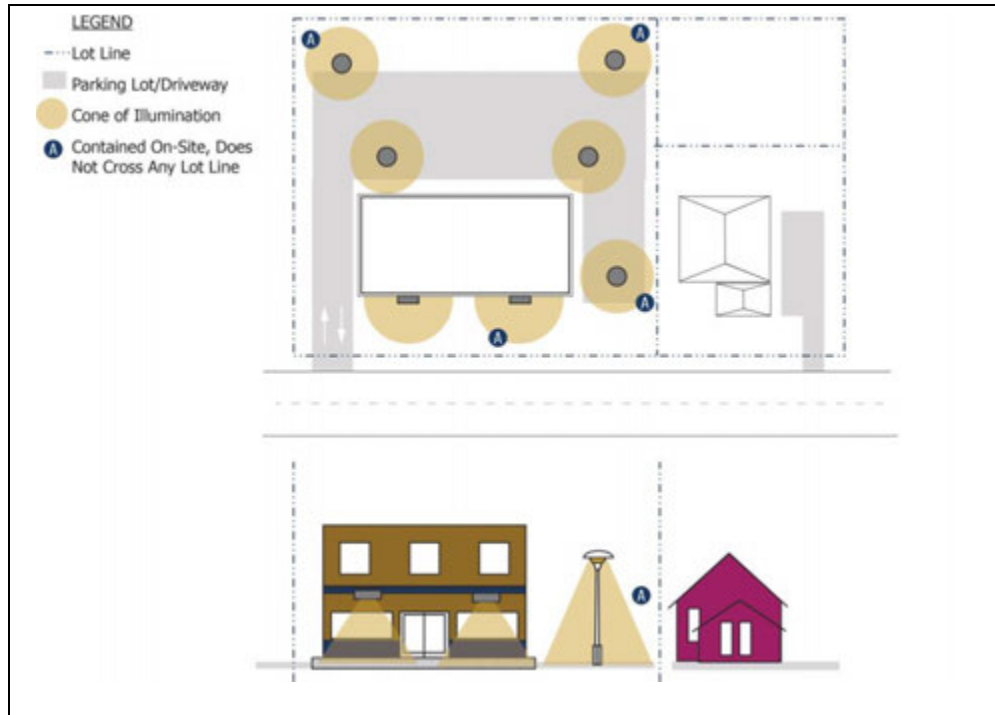 LEGEND
Lot Line
Parking Lot/Driveway
Cone of Illumination
A Contained On-Site, Does
Not Cross Any Lot Line
A
A
A
A
A